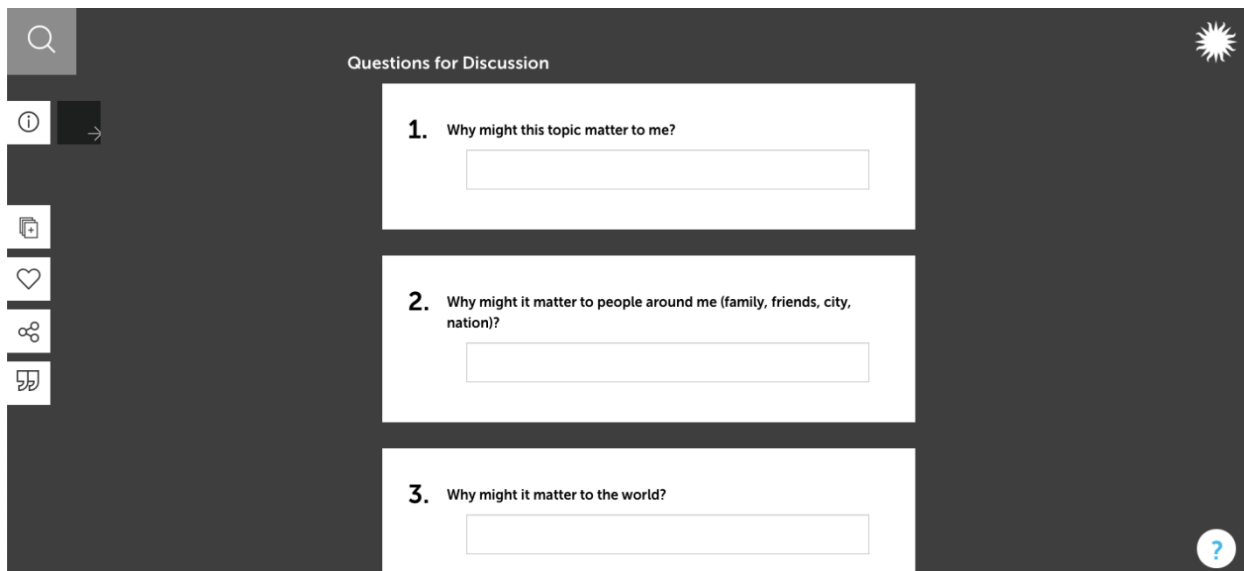 Questions for Discussion
1. Why might this topic matter to me?
2. Why might it matter to people around me (family, friends, city,
nation)?
3. Why might it matter to the world?
?